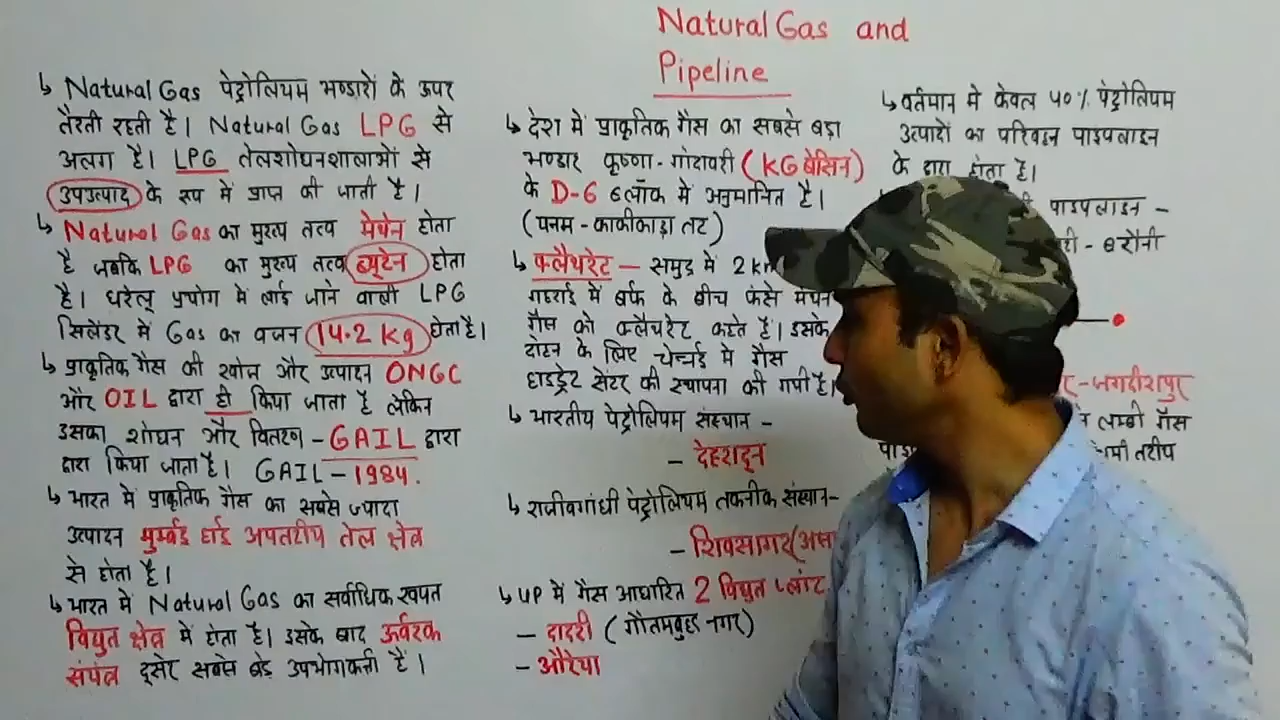 Natural Gas and
Pipeline
↳ Natural Gas पेट्रोलियम भण्डारों के ऊपर
तैरती रहती है। Natural Gas LPG से
अलग है। LPG तेलशोधनशालाओं से
उपउत्पाद के रूप में प्राप्त की जाती है।
↳ Natural Gas का मुख्य तत्व मेथेन होता
है जबकि LPG का मुख्य तत्व ब्यूटेन होता
है। घरेलू प्रयोग में लाई जाने वाली LPG
सिलेंडर में Gas का वजन 14.2 kg होता है।
↳ प्राकृतिक गैस की खोज और उत्पादन ONGC
और OIL द्वारा ही किया जाता है लेकिन
उसका शोधन और वितरण - GAIL द्वारा
द्वारा किया जाता है। GAIL - 1984.
↳ भारत में प्राकृतिक गैस का सबसे ज्यादा
उत्पादन मुम्बई हाई अपतटीय तेल क्षेत्र
से होता है।
↳ भारत में Natural Gas का सर्वाधिक खपत
विद्युत क्षेत्र में होता है। इसके बाद ऊर्वरक
संयंत्र दूसरे सबसे बड़े उपभोगकर्ता है।
↳ देश में प्राकृतिक गैस का सबसे बड़ा
भण्डार कृष्णा - गोदावरी (KG बेसिन)
के D-6 ब्लॉक में अनुमानित है।
(यनम - काकीकाड़ा तट)
↳ क्लैथरेट - समुद्र में 2 km
गहराई में बर्फ के बीच फंसे मेथेन
गैस को क्लैथरेट कहते हैं। इसके
दोहन के लिए चेन्नई मे गैस
हाइड्रेट सेंटर की स्थापना की गयी है।
↳ भारतीय पेट्रोलियम संस्थान -
- देहरादून
↳ राजीवगांधी पेट्रोलियम तकनीक संस्थान-
- शिवसागर(
↳ UP में गैस आधारित 2 विद्युत प्लांट
- दादरी (गौतमबुद्ध नगर)
- औरैया
↳ वर्तमान मे केवल 40% पेट्रोलियम
उत्पादों का परिवहन पाइपलाइन
के द्वारा होता है।
पाइपलाइन -
- बरौनी
-जगदीशपुर
लम्बी गैस
तटीय